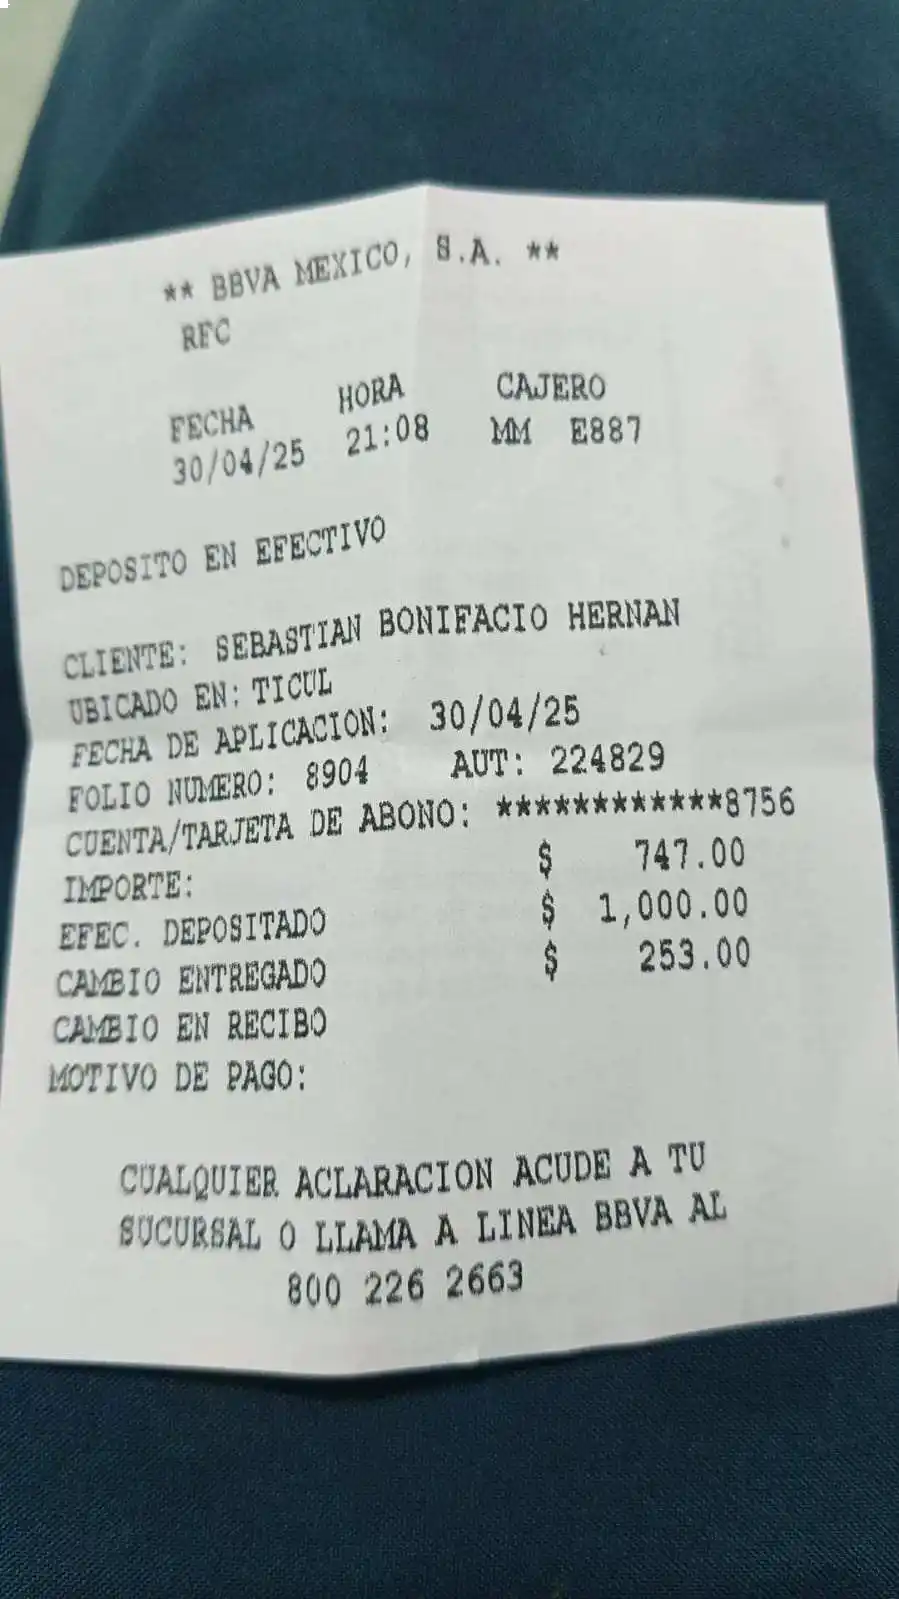 ** BBVA MEXICO, S.A. **
RFC
FECHA HORA CAJERO
30/04/25 21:08 MM E887
DEPOSITO EN EFECTIVO
CLIENTE: SEBASTIAN BONIFACIO HERNAN
UBICADO EN: TICUL
FECHA DE APLICACION: 30/04/25
FOLIO NUMERO: 8904 AUT: 224829
CUENTA/TARJETA DE ABONO: ************8756
IMPORTE: $ 747.00
EFEC. DEPOSITADO $ 1,000.00
CAMBIO ENTREGADO $ 253.00
CAMBIO EN RECIBO
MOTIVO DE PAGO:
CUALQUIER ACLARACION ACUDE A TU
SUCURSAL O LLAMA A LINEA BBVA AL
800 226 2663